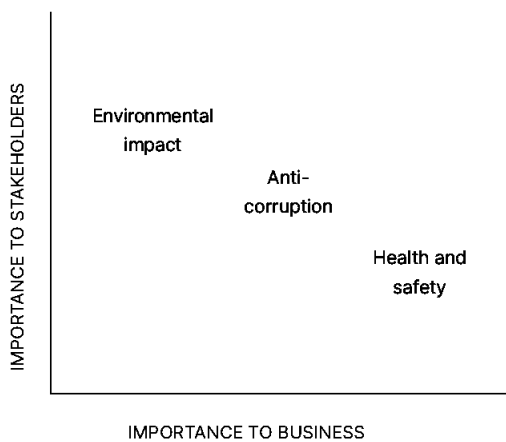 IMPORTANCE TO STAKEHOLDERS
Environmental
impact
Anti-
corruption
Health and
safety
IMPORTANCE TO BUSINESS